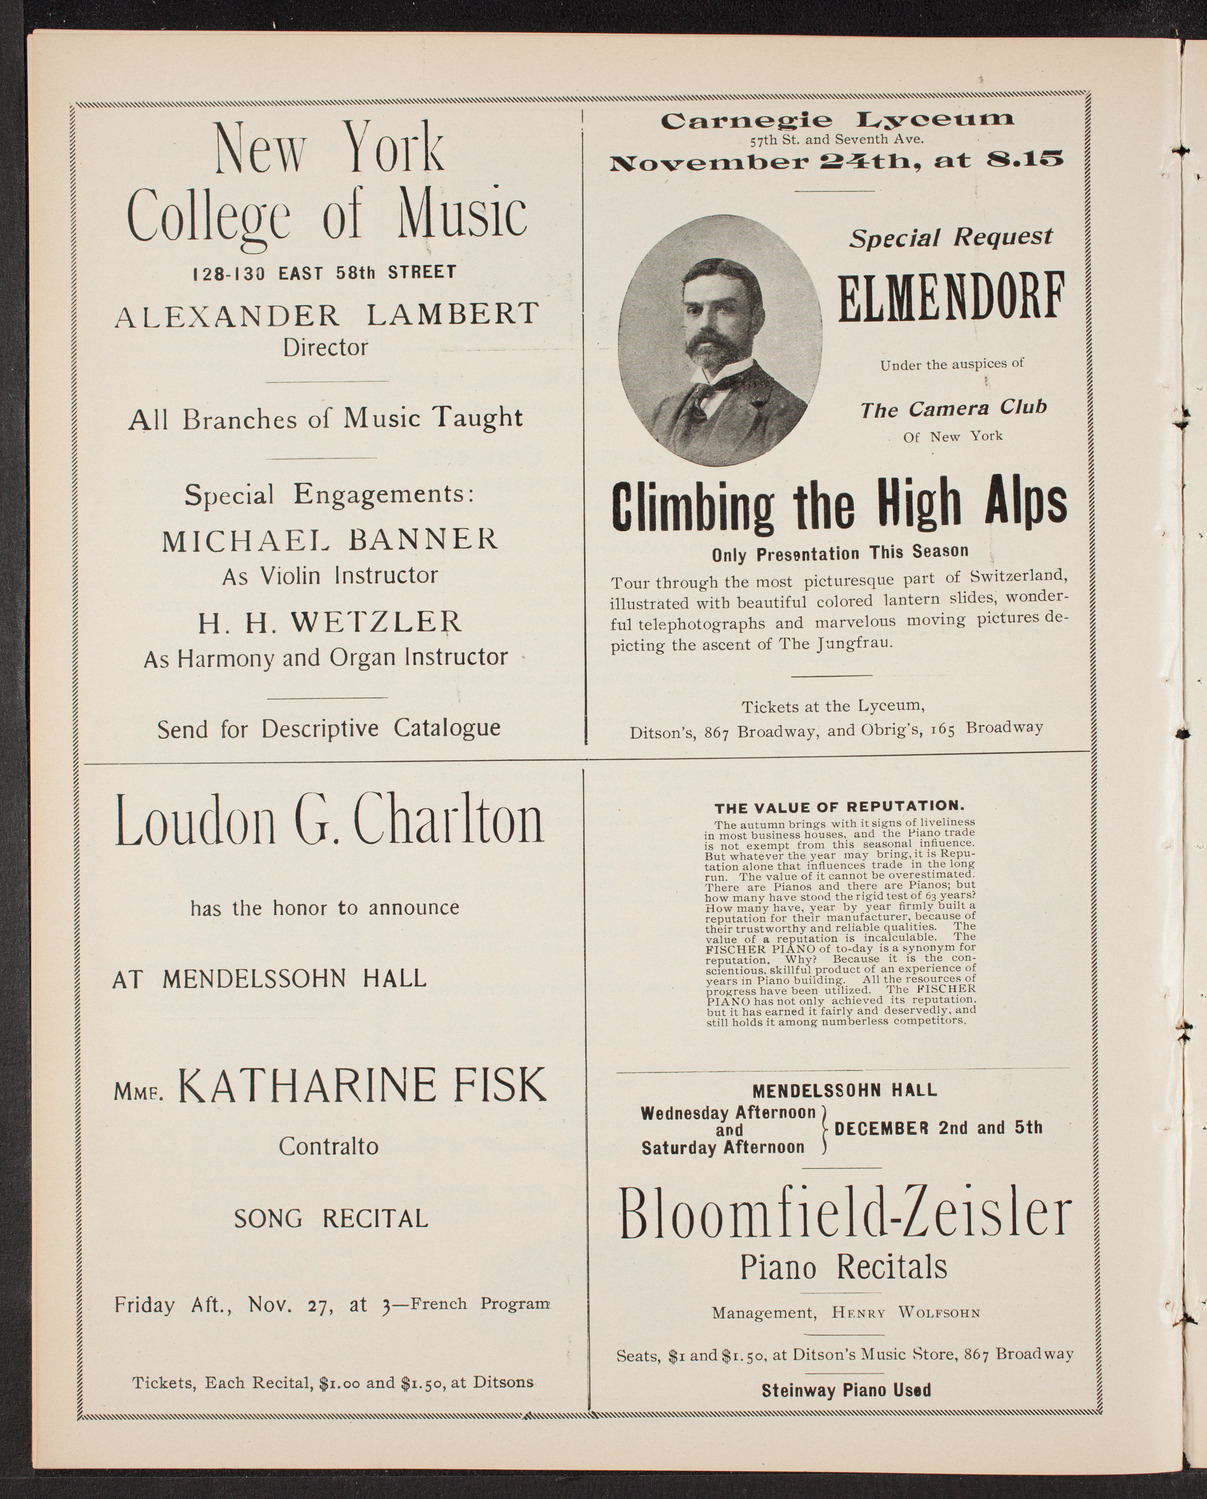 New York
College of Music
128-130 EAST 58th STREET
ALEXANDER LAMBERT
Director
All Branches of Music Taught
Special Engagements:
MICHAEL BANNER
As Violin Instructor
H. H. WETZLER
As Harmony and Organ Instructor
Send for Descriptive Catalogue
Carnegie Lyceum
57th St. and Seventh Ave.
November 24th, at 8.15
Special Request
ELMENDORF
Under the auspices of
The Camera Club
Of New York
Climbing the High Alps
Only Presentation This Season
Tour through the most picturesque part of Switzerland,
illustrated with beautiful colored lantern slides, wonder-
ful telephotographs and marvelous moving pictures de-
picting the ascent of The Jungfrau.
Tickets at the Lyceum,
Ditson's, 867 Broadway, and Obrig's, 165 Broadway
Loudon G. Charlton
has the honor to announce
AT MENDELSSOHN HALL
MME. KATHARINE FISK
Contralto
SONG RECITAL
Friday Aft., Nov. 27, at 3—French Program
Tickets, Each Recital, $1.00 and $1.50, at Ditsons
THE VALUE OF REPUTATION.
The autumn brings with it signs of liveliness
in most business houses, and the Piano trade
is not exempt from this seasonal influence.
But whatever the year may bring, it is Repu-
tation alone that influences trade in the long
run. The value of it cannot be overestimated.
There are Pianos and there are Pianos; but
how many have stood the rigid test of 63 years?
How many have, year by year firmly built a
reputation for their manufacturer, because of
their trustworthy and reliable qualities. The
value of a reputation is incalculable. The
FISCHER PIANO of to-day is a synonym for
reputation. Why? Because it is the con-
scientious, skillful product of an experience of
years in Piano building. All the resources of
progress have been utilized. The FISCHER
PIANO has not only achieved its reputation,
but it has earned it fairly and deservedly, and
still holds it among numberless competitors.
MENDELSSOHN HALL
Wednesday Afternoon
and
Saturday Afternoon
} DECEMBER 2nd and 5th
Bloomfield-Zeisler
Piano Recitals
Management, HENRY WOLFSOHN
Seats, $1 and $1.50, at Ditson's Music Store, 867 Broadway
Steinway Piano Used